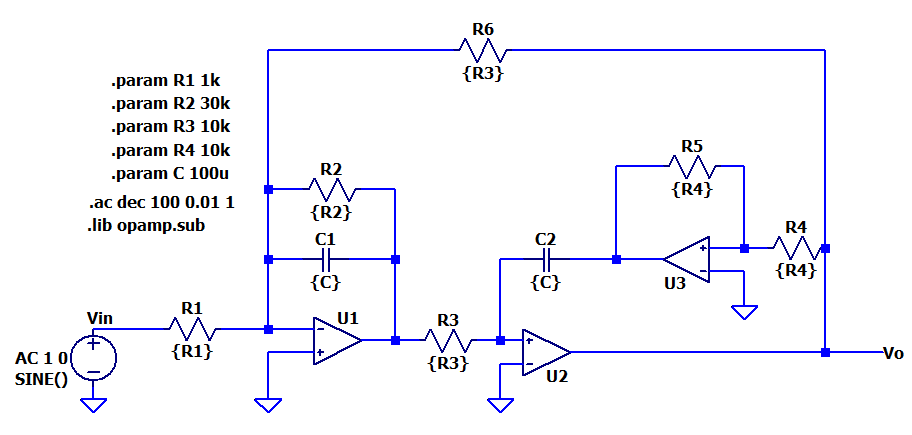 R6
{R3}
.param R1 1k
.param R2 30k
.param R3 10k
.param R4 10k
.param C 100u
.ac dec 100 0.01 1
.lib opamp.sub
R2
{R2}
C1
{C}
R5
{R4}
R4
{R4}
+
-
U3
C2
{C}
Vin
R1
{R1}
-
+
U1
R3
{R3}
+
-
U2
Vo
+
-
AC 1 0
SINE()